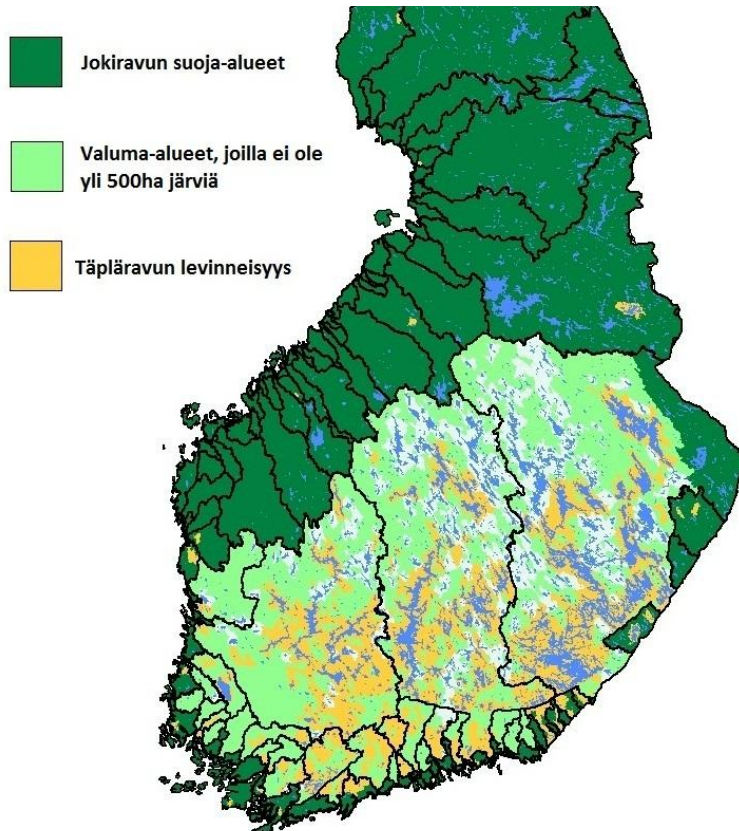 Jokiravun suoja-alueet
Valuma-alueet, joilla ei ole
yli 500ha järviä
Täpläravun levinneisyys